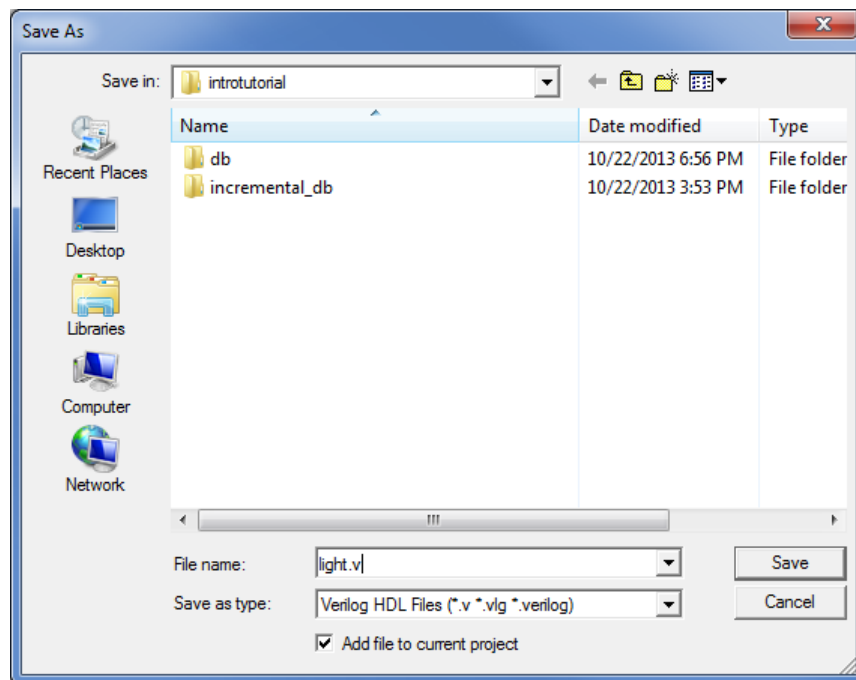 Save As
Save in: introtutorial
Name Date modified Type
db 10/22/2013 6:56 PM File folder
incremental_db 10/22/2013 3:53 PM File folder
Recent Places
Desktop
Libraries
Computer
Network
File name: light.v Save
Save as type: Verilog HDL Files (*.v *.vlg *.verilog) Cancel
Add file to current project